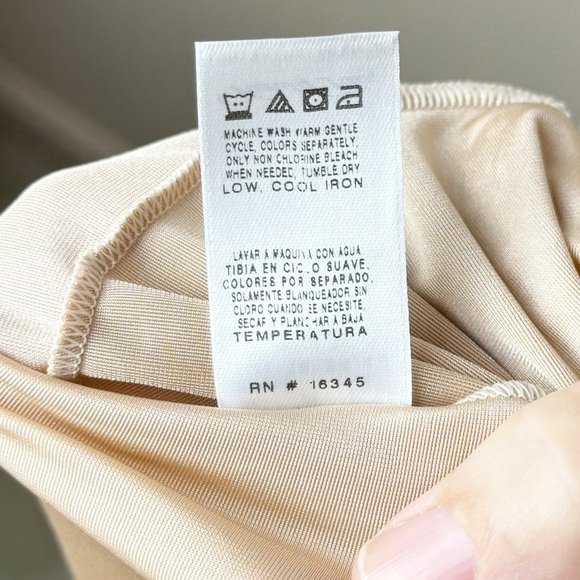 MACHINE WASH WARM GENTLE
CYCLE, COLORS SEPARATELY,
ONLY NON CHLORINE BLEACH
WHEN NEEDED, TUMBLE DRY
LOW, COOL IRON
LAVAR A MAQUINA CON AGUA
TIBIA EN CICLO SUAVE,
COLORES POR SEPARADO,
SOLAMENTE BLANQUEADOR SIN
CLORO CUANDO SE NECESITE,
SECAR Y PLANCHAR A BAJA
TEMPERATURA
RN # 16345